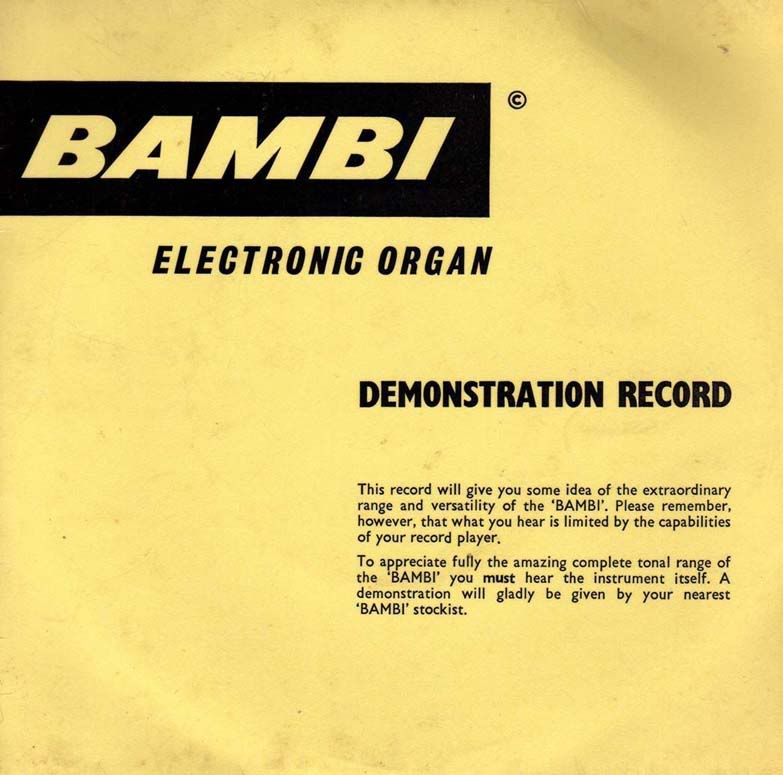 BAMBI ©
ELECTRONIC ORGAN
DEMONSTRATION RECORD
This record will give you some idea of the extraordinary
range and versatility of the ‘BAMBI’. Please remember,
however, that what you hear is limited by the capabilities
of your record player.
To appreciate fully the amazing complete tonal range of
the ‘BAMBI’ you must hear the instrument itself. A
demonstration will gladly be given by your nearest
‘BAMBI’ stockist.